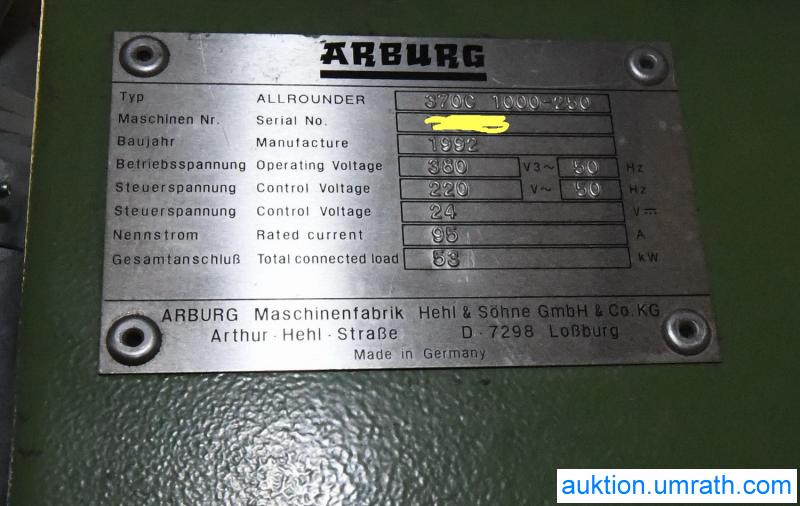 ARBURG
Typ ALLROUNDER 370C 1000-250
Maschinen Nr. Serial No.
Baujahr Manufacture 1992
Betriebsspannung Operating Voltage 380 V3~ 50 Hz
Steuerspannung Control Voltage 220 V~ 50 Hz
Steuerspannung Control Voltage 24 V⎓
Nennstrom Rated current 95 A
Gesamtanschluß Total connected load 53 kW
ARBURG Maschinenfabrik Hehl & Söhne GmbH & Co. KG
Arthur - Hehl - Straße D - 7298 Loßburg
Made in Germany
auktion.umrath.com